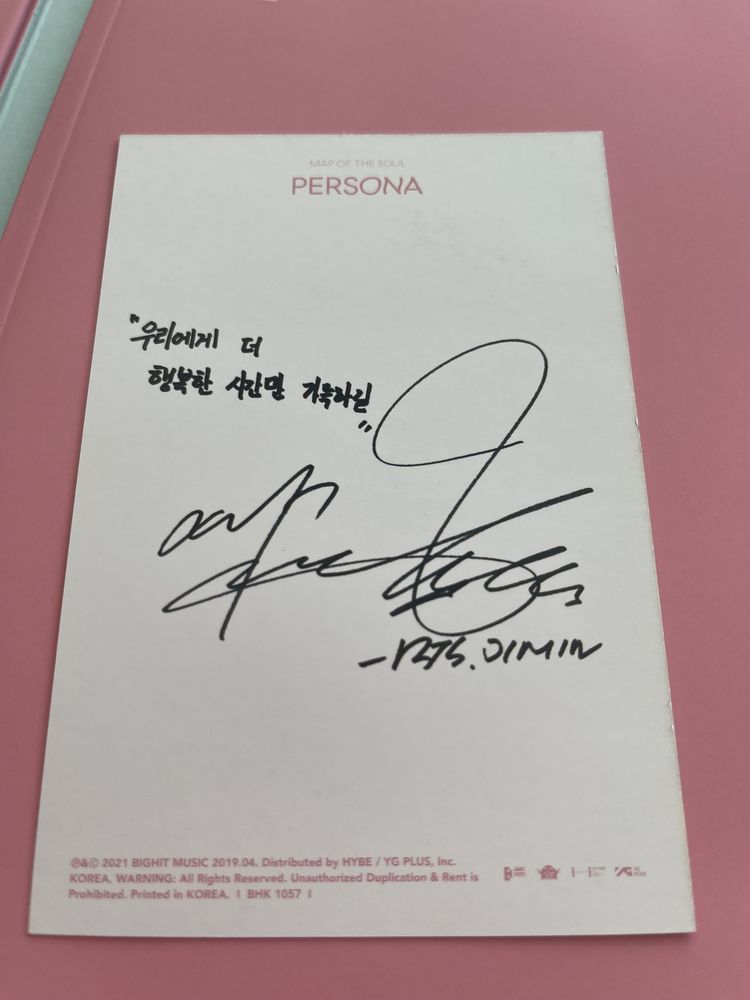 MAP OF THE SOUL
PERSONA
"우리에게 더
행복한 시간만 가득하길
"
-BTS. JIMIN
℗&© 2021 BIGHIT MUSIC 2019.04. Distributed by HYBE / YG PLUS, Inc.
KOREA. WARNING: All Rights Reserved. Unauthorized Duplication & Rent is
Prohibited. Printed in KOREA. I BHK 1057 I
YG PLUS